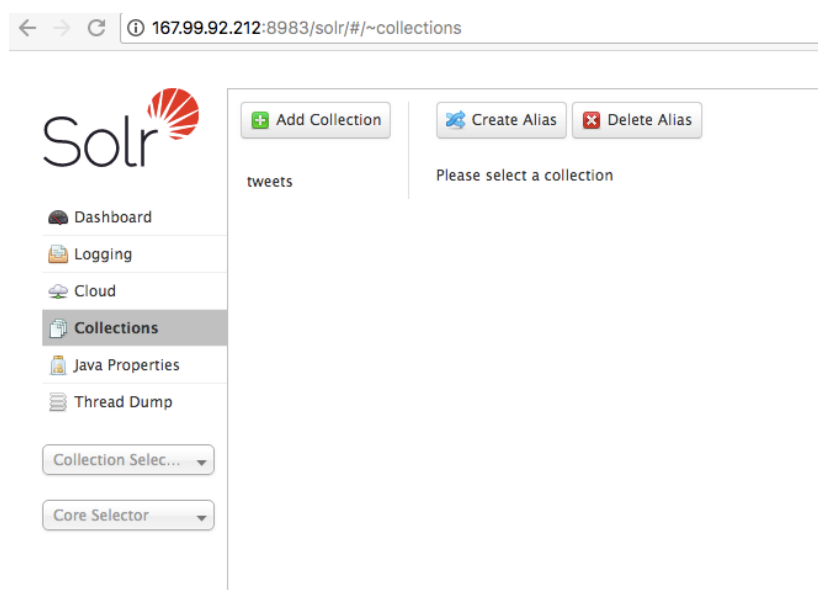 167.99.92.212:8983/solr/#/~collections
Solr
Add Collection
Create Alias
Delete Alias
tweets
Please select a collection
Dashboard
Logging
Cloud
Collections
Java Properties
Thread Dump
Collection Selec...
Core Selector